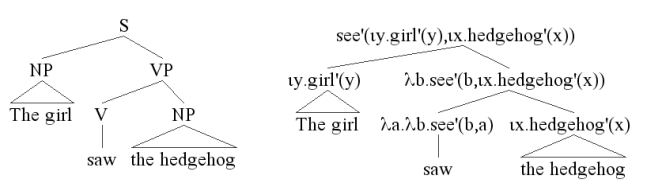 S
see'(ιy.girl'(y),ιx.hedgehog'(x))
NP VP
ιy.girl'(y) λb.see'(b,ιx.hedgehog'(x))
The girl V NP
The girl λa.λb.see'(b,a) ιx.hedgehog'(x)
saw the hedgehog
saw the hedgehog